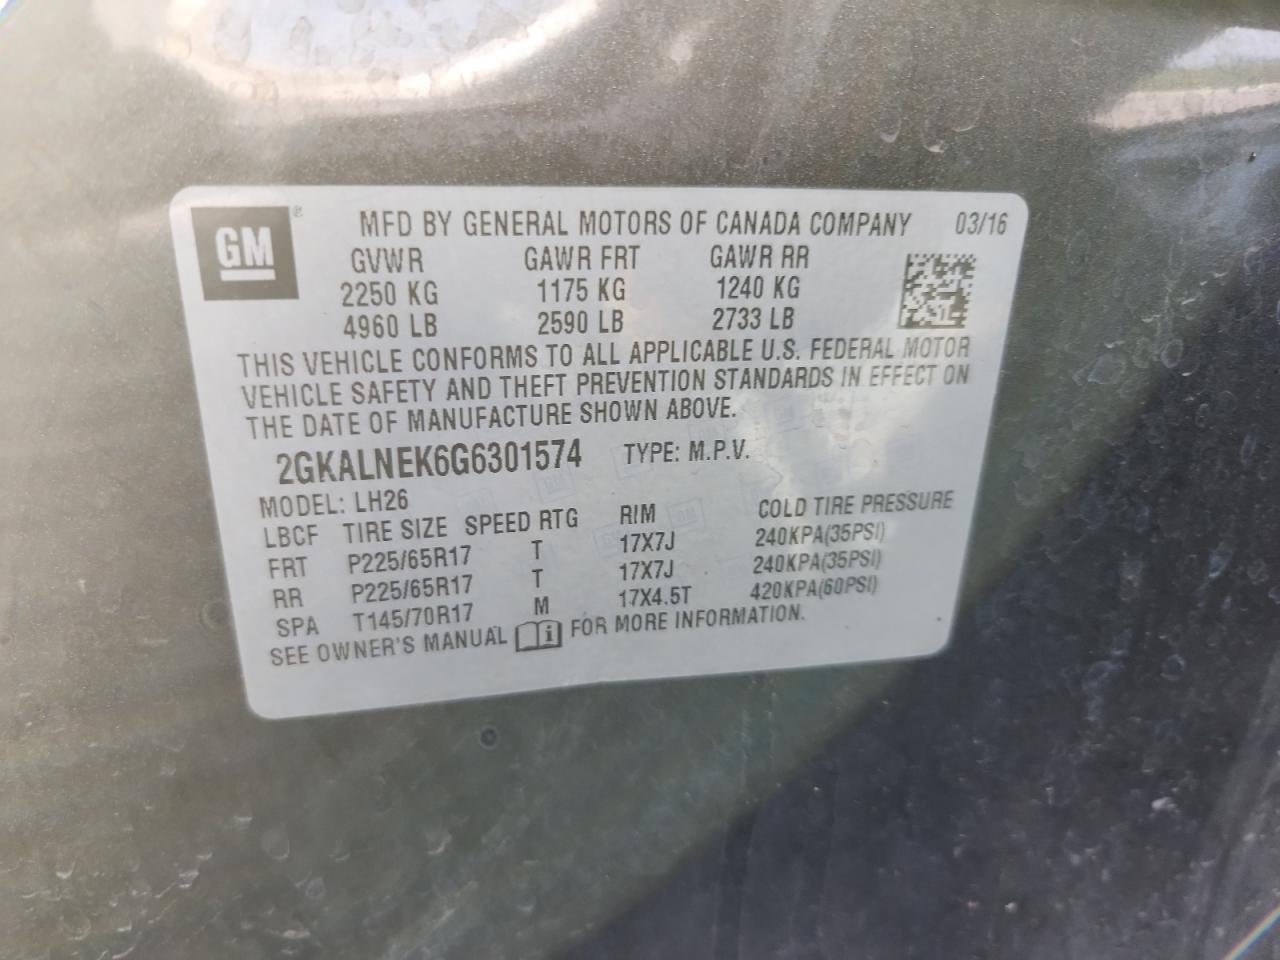 GM ® MFD BY GENERAL MOTORS OF CANADA COMPANY 03/16
GVWR GAWR FRT GAWR RR
2250 KG 1175 KG 1240 KG
4960 LB 2590 LB 2733 LB
THIS VEHICLE CONFORMS TO ALL APPLICABLE U.S. FEDERAL MOTOR
VEHICLE SAFETY AND THEFT PREVENTION STANDARDS IN EFFECT ON
THE DATE OF MANUFACTURE SHOWN ABOVE.
2GKALNEK6G6301574 TYPE: M.P.V.
MODEL: LH26
LBCF TIRE SIZE SPEED RTG RIM COLD TIRE PRESSURE
FRT P225/65R17 T 17X7J 240KPA(35PSI)
RR P225/65R17 T 17X7J 240KPA(35PSI)
SPA T145/70R17 M 17X4.5T 420KPA(60PSI)
SEE OWNER'S MANUAL i FOR MORE INFORMATION.